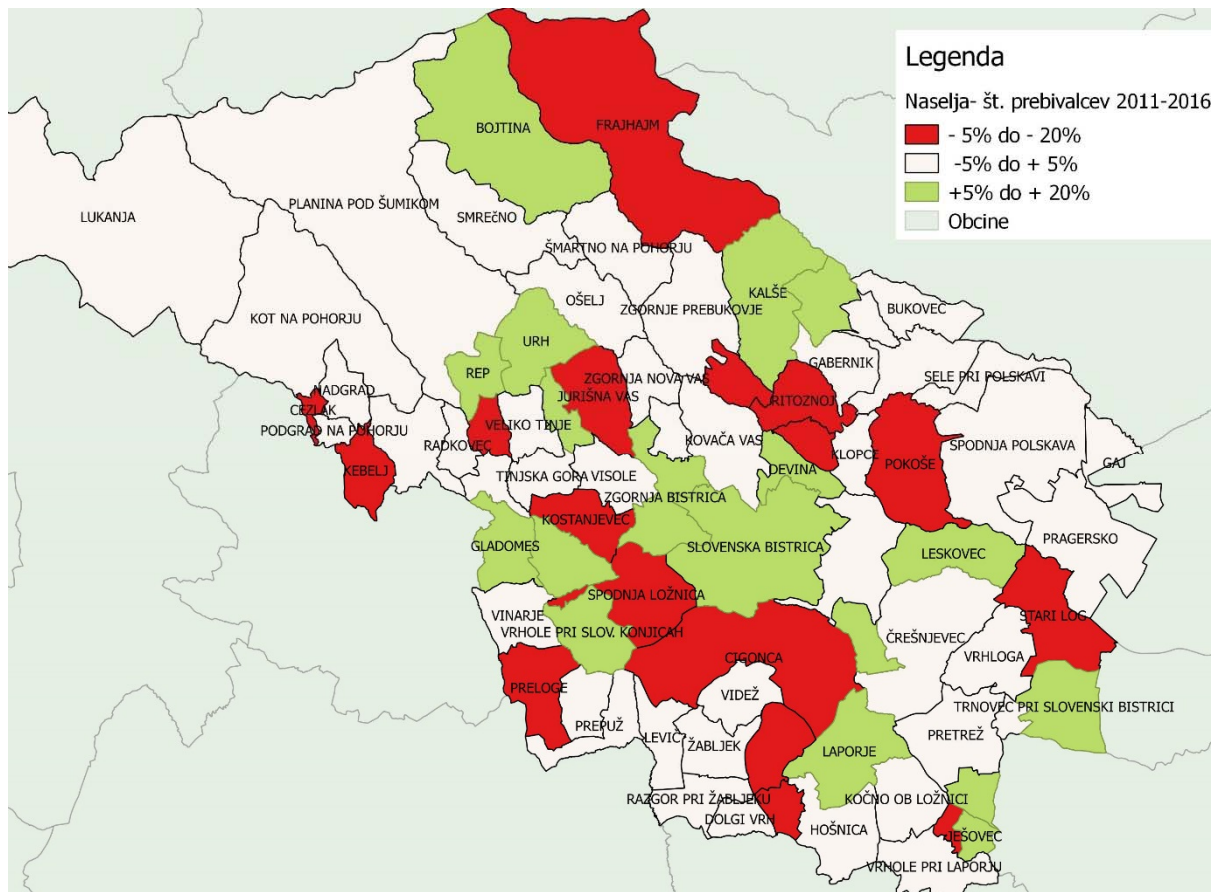 Legenda
Naselja- št. prebivalcev 2011-2016
- 5% do - 20%
-5% do + 5%
+5% do + 20%
Obcine
FRAJHAJM
BOJTINA
PLANINA POD ŠUMIKOM
LUKANJA
SMREČNO
ŠMARTNO NA POHORJU
KALŠE
OŠELJ
ZGORNJE PREBUKOVJE
BUKOVEC
KOT NA POHORJU
URH
GABERNIK
REP
ZGORNJA NOVA VAS
SELE PRI POLSKAVI
NADGRAD
JURIŠNA VAS
RITOZNOJ
CEZLAK
PODGRAD NA POHORJU
VELIKO TINJE
RADKOVEC
KOVAČA VAS
SPODNJA POLSKAVA
KLOPCE
POKOŠE
GAJ
KEBELJ
TINJSKA GORA
VISOLE
DEVINA
ZGORNJA BISTRICA
KOSTANJEVEC
PRAGERSKO
GLADOMES
SLOVENSKA BISTRICA
LESKOVEC
SPODNJA LOŽNICA
VINARJE
STARI LOG
VRHOLE PRI SLOV. KONJICAH
ČREŠNJEVEC
CIGONCA
VRHLOGA
PRELOGE
VIDEŽ
TRNOVEC PRI SLOVENSKI BISTRICI
PREPUŽ
LEVIČ
ŽABLJEK
LAPORJE
PRETREŽ
RAZGOR PRI ŽABLJEKU
KOČNO OB LOŽNICI
DOLGI VRH
HOŠNICA
JEŠOVEC
VRHOLE PRI LAPORJU